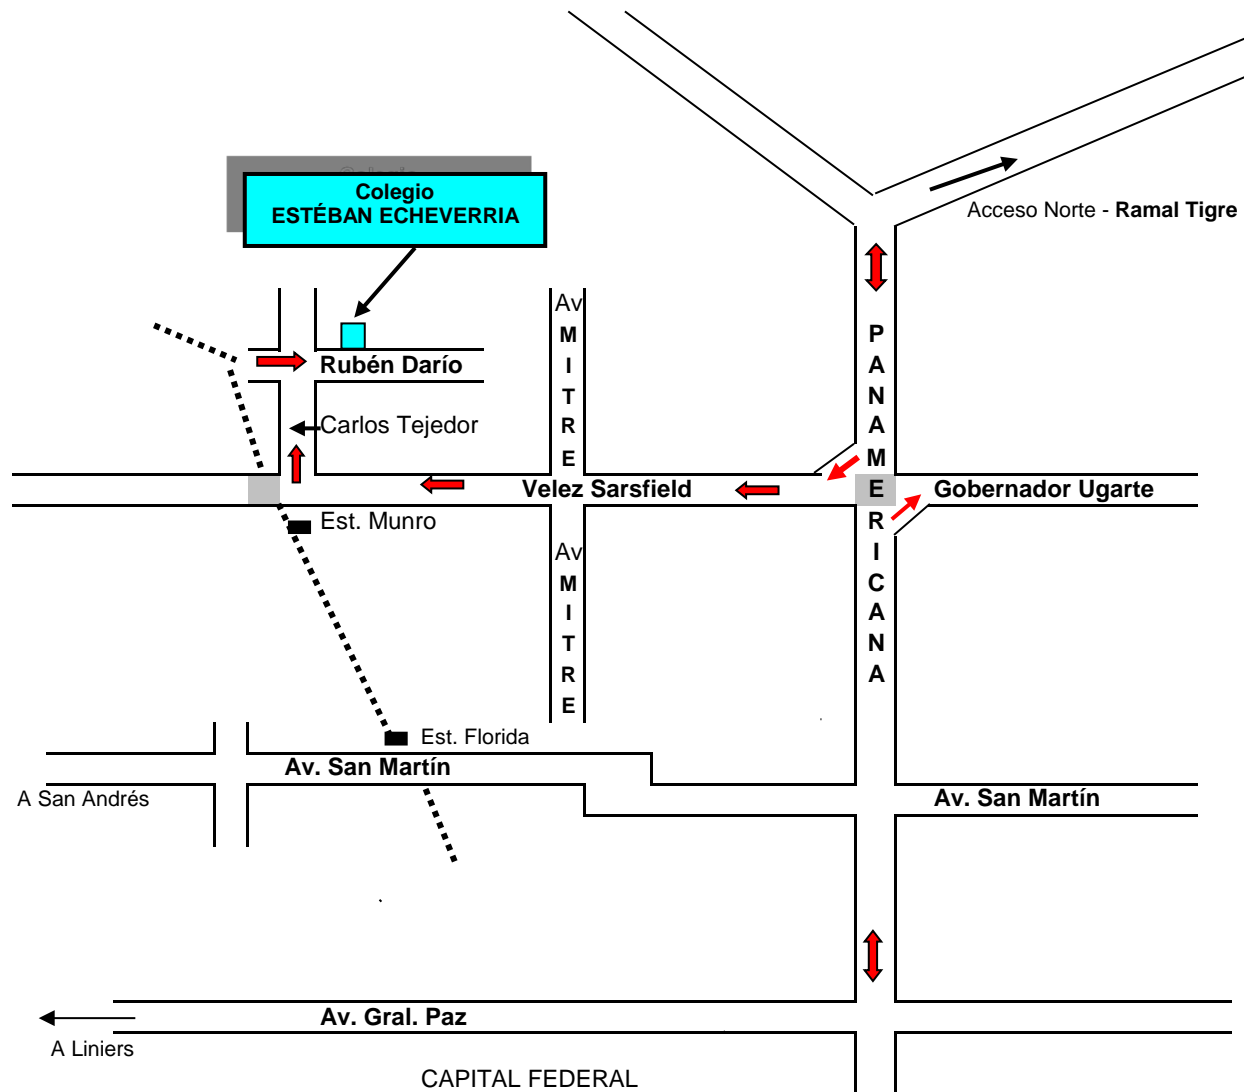 Colegio
ESTÉBAN ECHEVERRIA
Acceso Norte - Ramal Tigre
Av
MITRE
PANAMERICANA
Rubén Darío
Carlos Tejedor
Velez Sarsfield
Gobernador Ugarte
Est. Munro
Av
MITRE
Est. Florida
Av. San Martín
A San Andrés
Av. San Martín
Av. Gral. Paz
A Liniers
CAPITAL FEDERAL